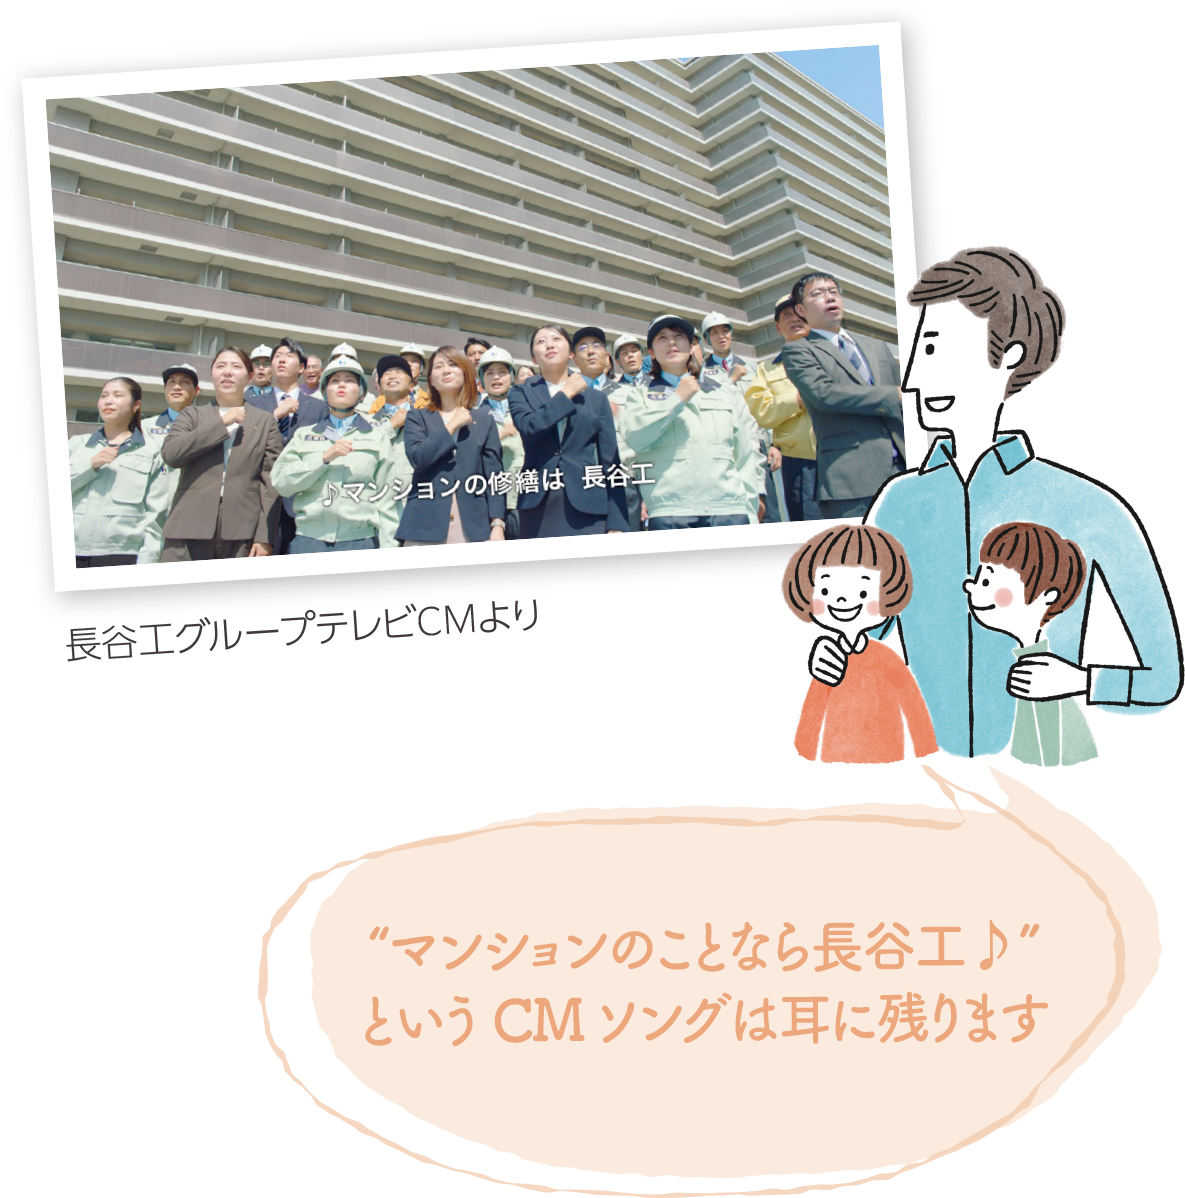 ♪マンションの修繕は 長谷工
長谷工グループテレビCMより
“マンションのことなら長谷工♪”
という CM ソングは耳に残ります